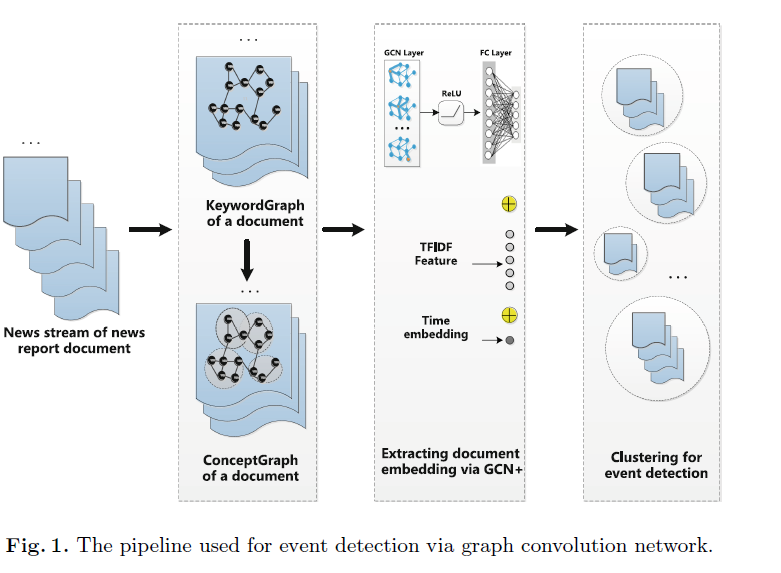 ...
News stream of news
report document
...
KeywordGraph
of a document
...
ConceptGraph
of a document
GCN Layer
FC Layer
ReLU
...
TFIDF
Feature
Time
embedding
Extracting document
embedding via GCN+
...
Clustering for
event detection
Fig. 1. The pipeline used for event detection via graph convolution network.